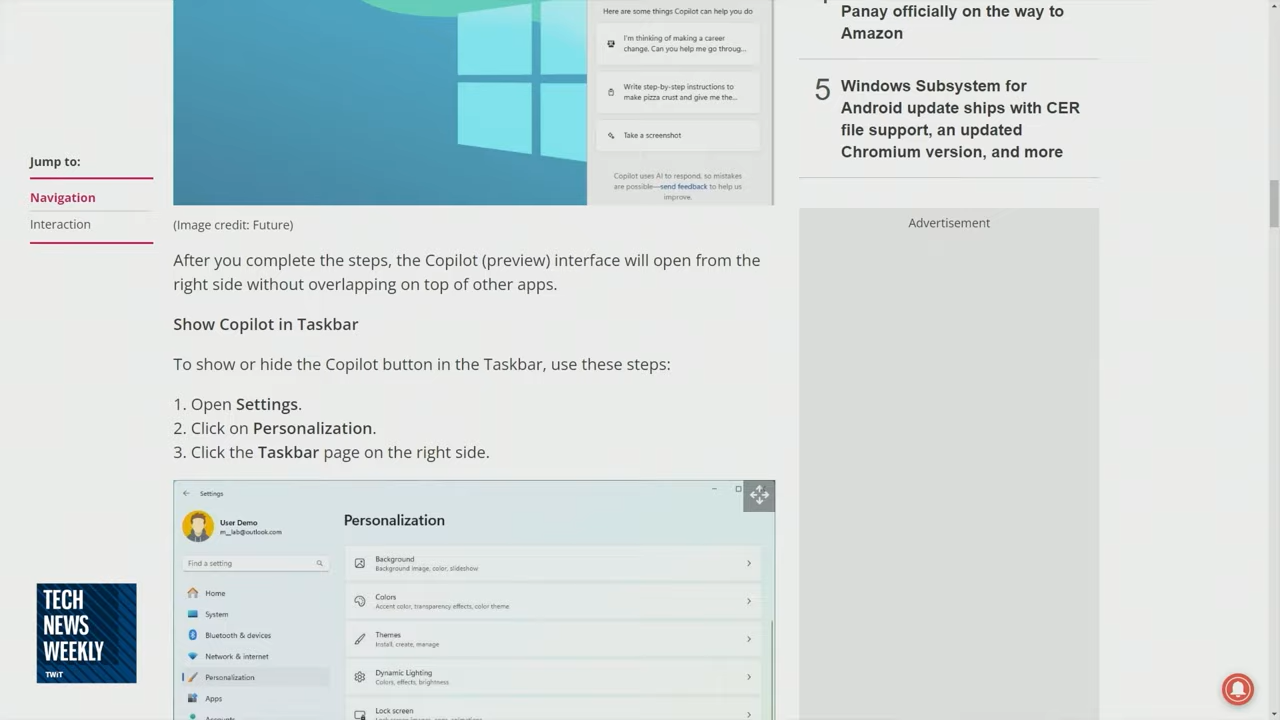 Here are some things Copilot can help you do
I'm thinking of making a career
change. Can you help me go throug...
Write step-by-step instructions to
make pizza crust and give me the...
Take a screenshot
Copilot uses AI to respond, so mistakes
are possible—send feedback to help us
improve.
Panay officially on the way to
Amazon
5
Windows Subsystem for
Android update ships with CER
file support, an updated
Chromium version, and more
Advertisement
Jump to:
Navigation
Interaction
(Image credit: Future)
After you complete the steps, the Copilot (preview) interface will open from the
right side without overlapping on top of other apps.
Show Copilot in Taskbar
To show or hide the Copilot button in the Taskbar, use these steps:
1. Open Settings.
2. Click on Personalization.
3. Click the Taskbar page on the right side.
Settings
User Demo
m_lab@outlook.com
Find a setting
Home
System
Bluetooth & devices
Network & internet
Personalization
Apps
Personalization
Background
Background image, color, slideshow
Colors
Accent color, transparency effects, color theme
Themes
Install, create, manage
Dynamic Lighting
Colors, effects, brightness
Lock screen
TECH
NEWS
WEEKLY
TWiT